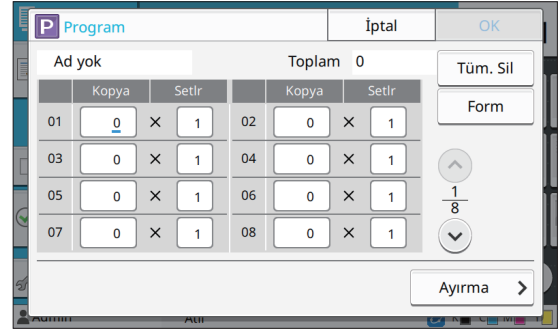 P Program İptal OK
Ad yok Toplam 0 Tüm. Sil
Kopya Setlr Kopya Setlr
Form
01 0 × 1 02 0 × 1
03 0 × 1 04 0 × 1
1
8
05 0 × 1 06 0 × 1
07 0 × 1 08 0 × 1
Ayırma
Admin Atıl K C M Y